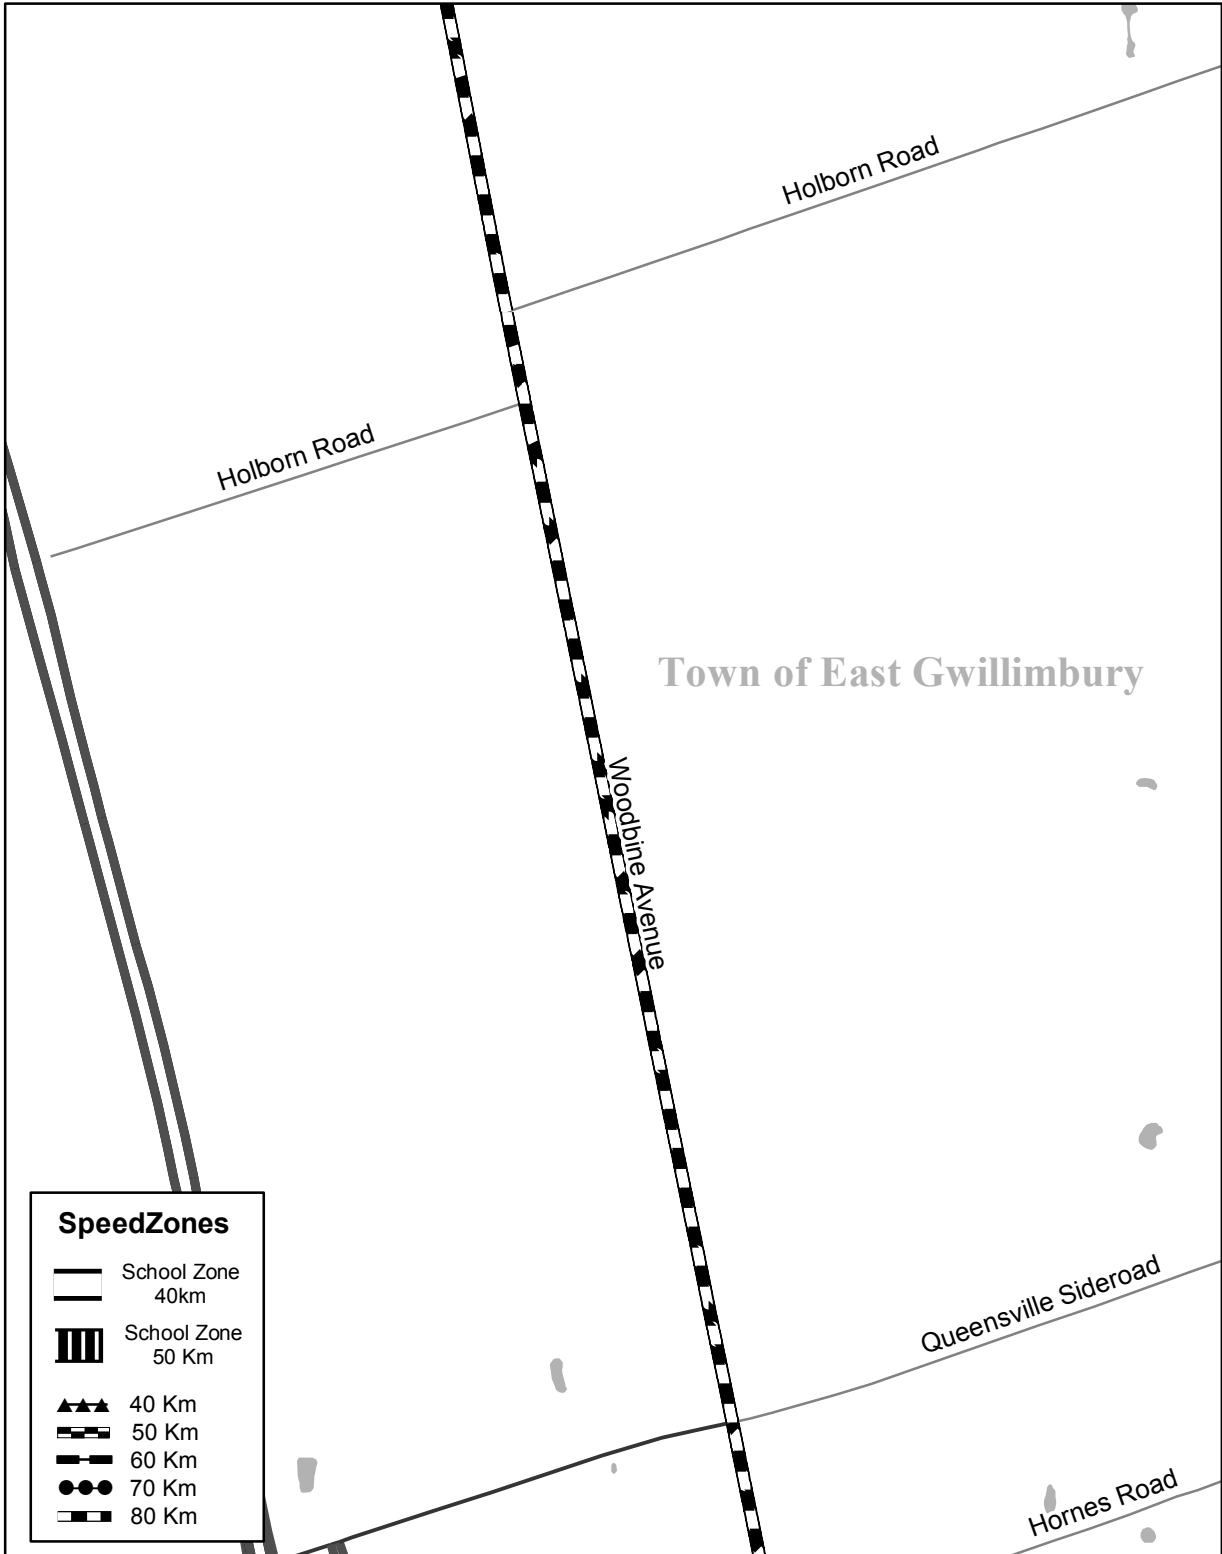 Holborn Road
Holborn Road
Town of East Gwillimbury
Woodbine Avenue
SpeedZones
School Zone
40km
School Zone
50 Km
40 Km
50 Km
60 Km
70 Km
80 Km
Queensville Sideroad
Hornes Road